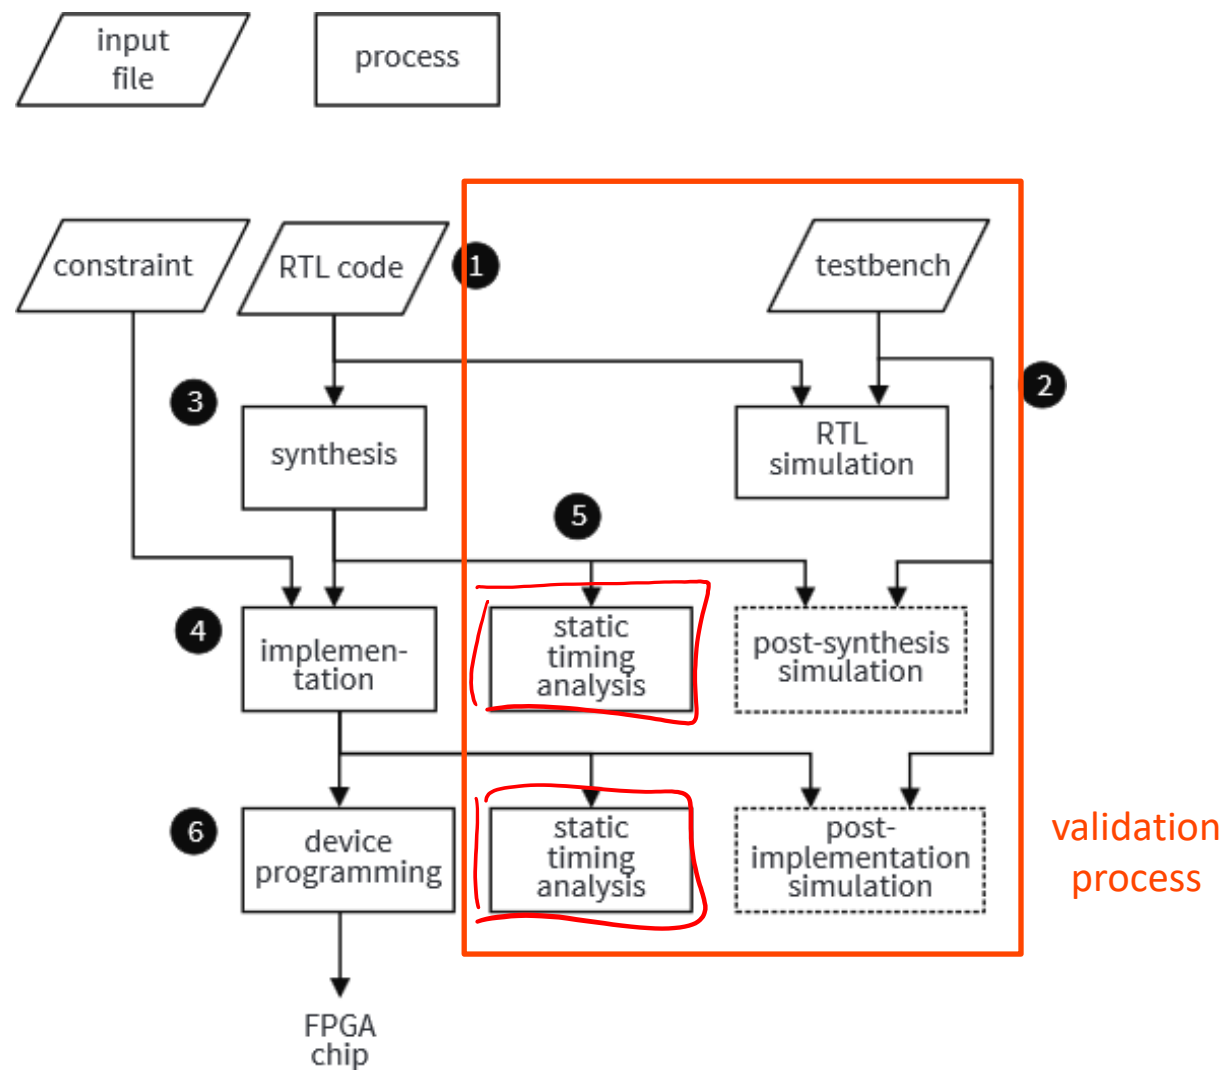 input
file
process
constraint
RTL code
1
testbench
3
2
synthesis
RTL
simulation
5
4
implemen-
tation
static
timing
analysis
post-synthesis
simulation
6
device
programming
static
timing
analysis
post-
implementation
simulation
validation
process
FPGA
chip